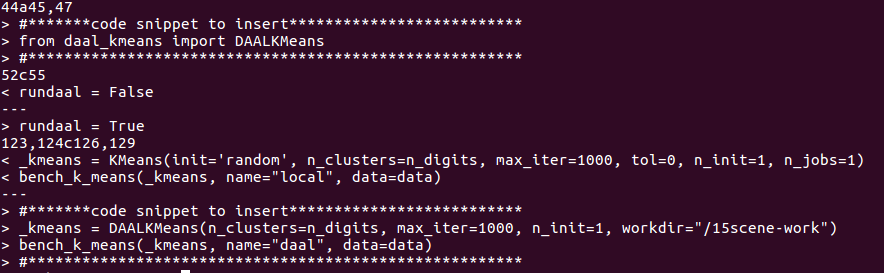 44a45,47
> #*******code snippet to insert**************************
> from daal_kmeans import DAALKMeans
> #*******************************************************
52c55
< rundaal = False
---
> rundaal = True
123,124c126,129
< _kmeans = KMeans(init='random', n_clusters=n_digits, max_iter=1000, tol=0, n_init=1, n_jobs=1)
< bench_k_means(_kmeans, name="local", data=data)
---
> #*******code snippet to insert**************************
> _kmeans = DAALKMeans(n_clusters=n_digits, max_iter=1000, n_init=1, workdir="/15scene-work")
> bench_k_means(_kmeans, name="daal", data=data)
> #*******************************************************